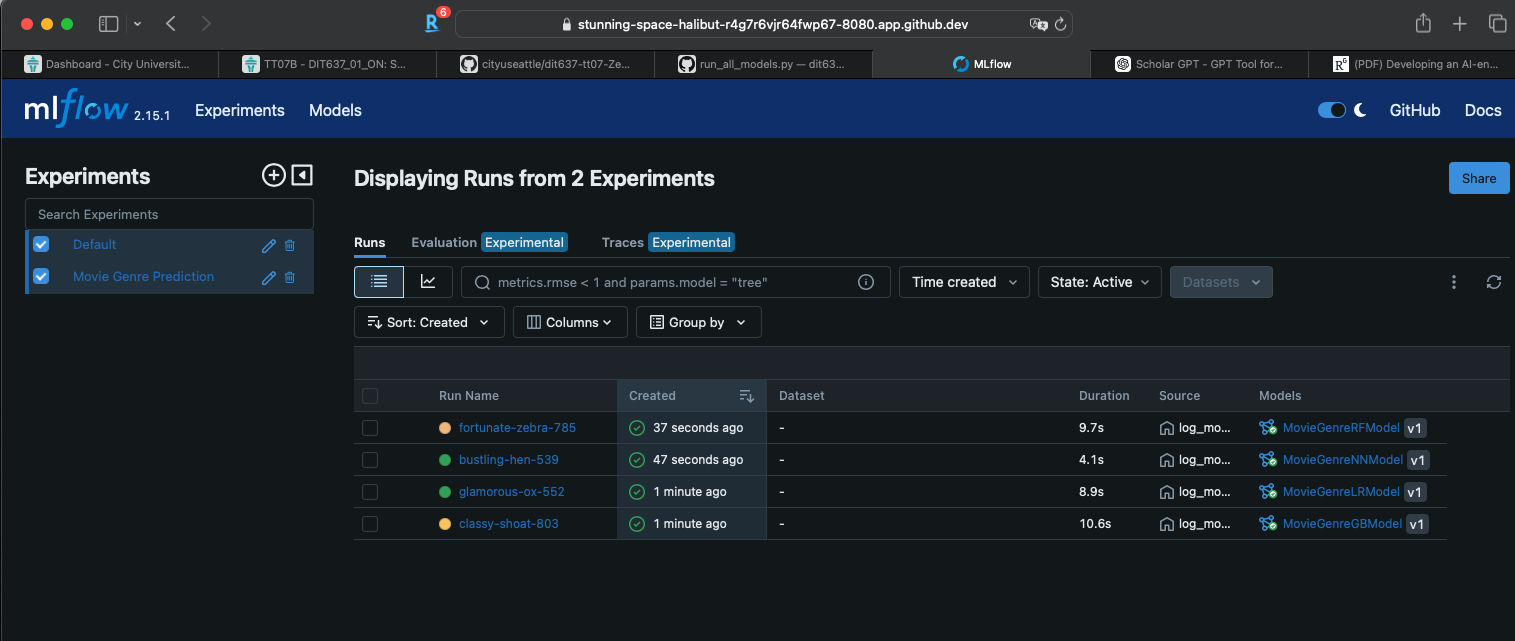 6
stunning-space-halibut-r4g7r6vjr64fwp67-8080.app.github.dev
Dashboard - City Universit...
TT07B - DIT637_01_ON: S...
cityuseattle/dit637-tt07-Ze...
run_all_models.py — dit63...
MLflow
Scholar GPT - GPT Tool for...
(PDF) Developing an AI-en...
mlflow 2.15.1 Experiments Models GitHub Docs
Experiments
Search Experiments
Default
Movie Genre Prediction
Displaying Runs from 2 Experiments Share
Runs Evaluation Experimental Traces Experimental
metrics.rmse < 1 and params.model = "tree" Time created State: Active Datasets
Sort: Created Columns Group by
Run Name Created Dataset Duration Source Models
fortunate-zebra-785 37 seconds ago - 9.7s log_mo... MovieGenreRFModel v1
bustling-hen-539 47 seconds ago - 4.1s log_mo... MovieGenreNNModel v1
glamorous-ox-552 1 minute ago - 8.9s log_mo... MovieGenreLRModel v1
classy-shoat-803 1 minute ago - 10.6s log_mo... MovieGenreGBModel v1